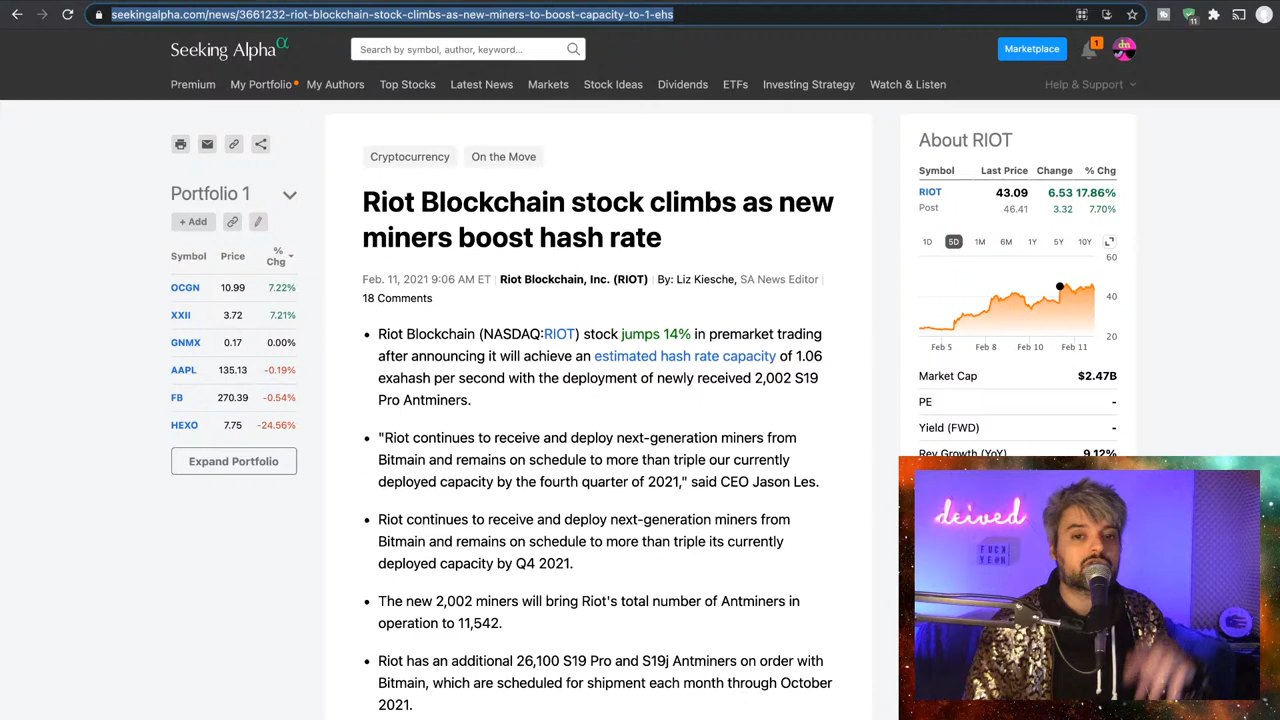 seekingalpha.com/news/3661232-riot-blockchain-stock-climbs-as-new-miners-to-boost-capacity-to-1-ehs
11
Seeking Alpha α
Search by symbol, author, keyword...
Marketplace
1
dn
Premium My Portfolio My Authors Top Stocks Latest News Markets Stock Ideas Dividends ETFs Investing Strategy Watch & Listen Help & Support
Portfolio 1
+ Add
Symbol Price % Chg
OCGN 10.99 7.22%
XXII 3.72 7.21%
GNMX 0.17 0.00%
AAPL 135.13 -0.19%
FB 270.39 -0.54%
HEXO 7.75 -24.56%
Expand Portfolio
Cryptocurrency On the Move
Riot Blockchain stock climbs as new
miners boost hash rate
Feb. 11, 2021 9:06 AM ET | Riot Blockchain, Inc. (RIOT) | By: Liz Kiesche, SA News Editor |
18 Comments
• Riot Blockchain (NASDAQ:RIOT) stock jumps 14% in premarket trading
after announcing it will achieve an estimated hash rate capacity of 1.06
exahash per second with the deployment of newly received 2,002 S19
Pro Antminers.
• "Riot continues to receive and deploy next-generation miners from
Bitmain and remains on schedule to more than triple our currently
deployed capacity by the fourth quarter of 2021," said CEO Jason Les.
• Riot continues to receive and deploy next-generation miners from
Bitmain and remains on schedule to more than triple its currently
deployed capacity by Q4 2021.
• The new 2,002 miners will bring Riot's total number of Antminers in
operation to 11,542.
• Riot has an additional 26,100 S19 Pro and S19j Antminers on order with
Bitmain, which are scheduled for shipment each month through October
2021.
About RIOT
Symbol Last Price Change % Chg
RIOT 43.09 6.53 17.86%
Post 46.41 3.32 7.70%
1D 5D 1M 6M 1Y 5Y 10Y
60
40
20
Feb 5 Feb 8 Feb 10 Feb 11
Market Cap $2.47B
PE -
Yield (FWD) -
Rev Growth (YoY) 9.12%
deived
FUCK
YEAH